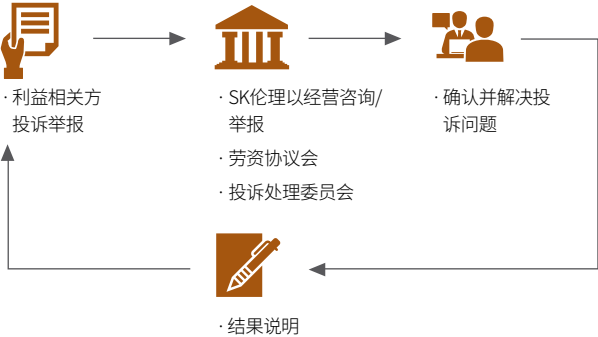 · 利益相关方
投诉举报
· SK伦理以经营咨询/
举报
· 劳资协议会
· 投诉处理委员会
· 确认并解决投
诉问题
· 结果说明